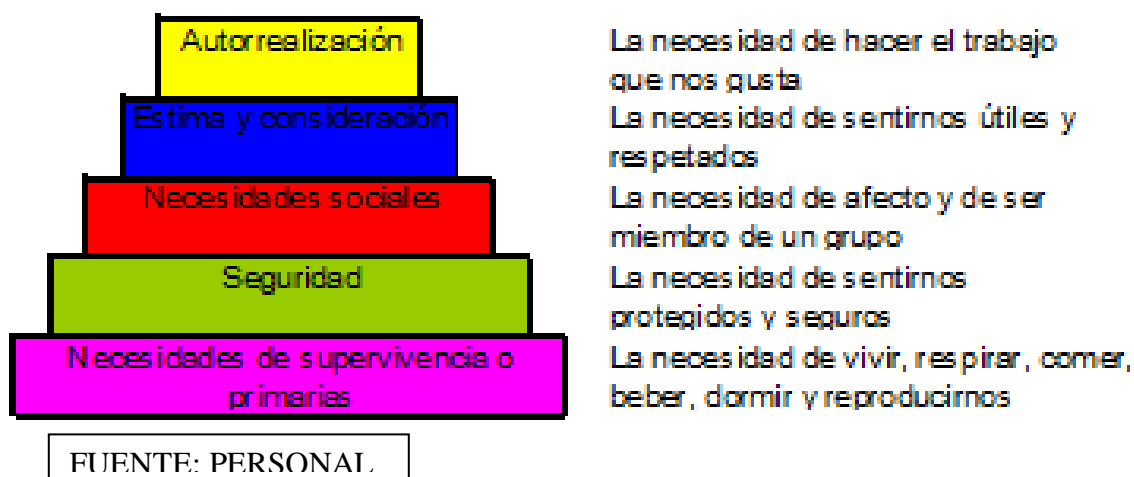 Autorrealización
La necesidad de hacer el trabajo
que nos gusta
Estima y consideración
La necesidad de sentirnos útiles y
respetados
Necesidades sociales
La necesidad de afecto y de ser
miembro de un grupo
Seguridad
La necesidad de sentirnos
protegidos y seguros
Necesidades de supervivencia o
primarias
La necesidad de vivir, respirar, comer,
beber, dormir y reproducirnos
FUENTE: PERSONAL